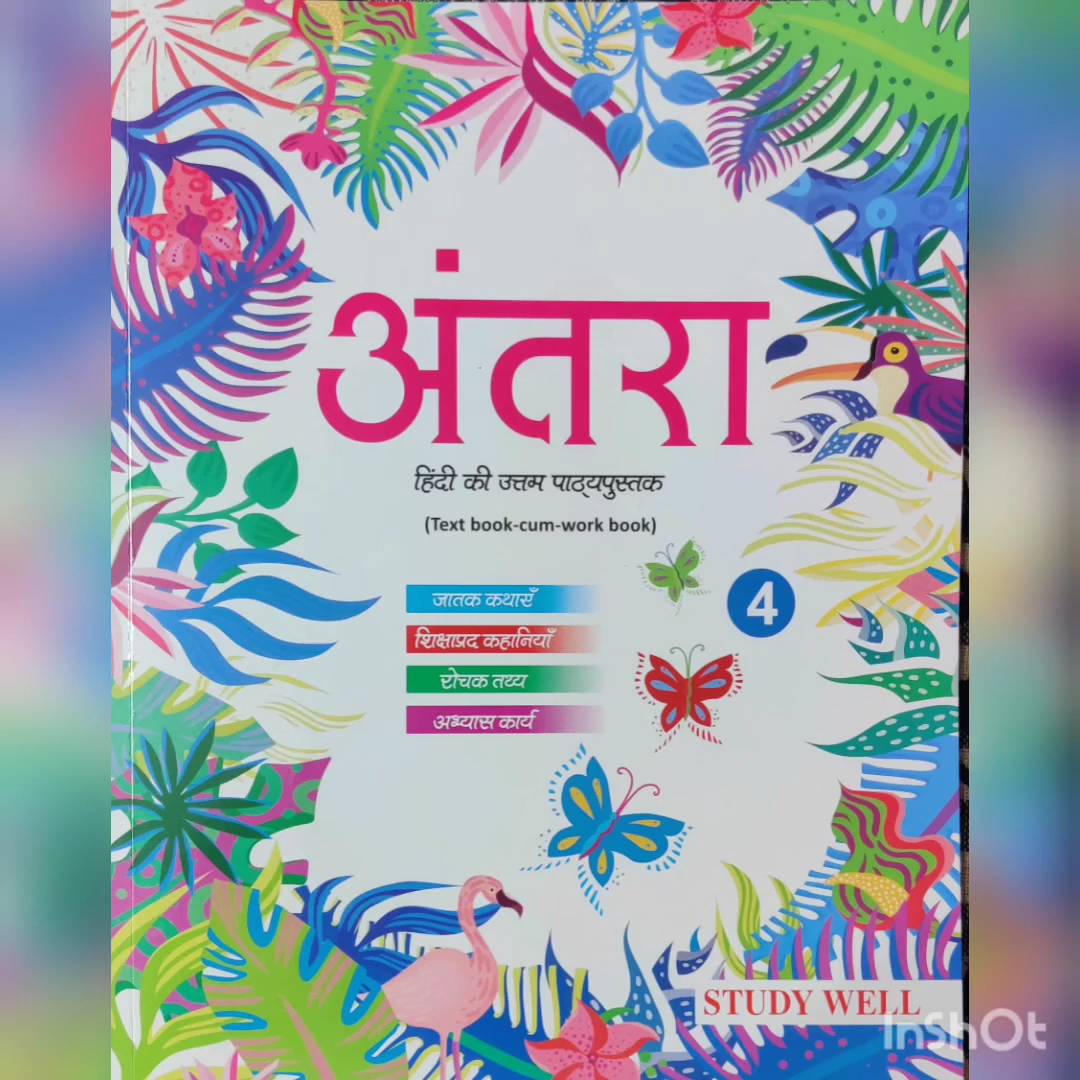 अंतरा
हिंदी की उत्तम पाठ्यपुस्तक
(Text book-cum-work book)
जातक कथाएँ
4
शिक्षाप्रद कहानियाँ
रोचक तथ्य
अभ्यास कार्य
STUDY WELL
InShOt